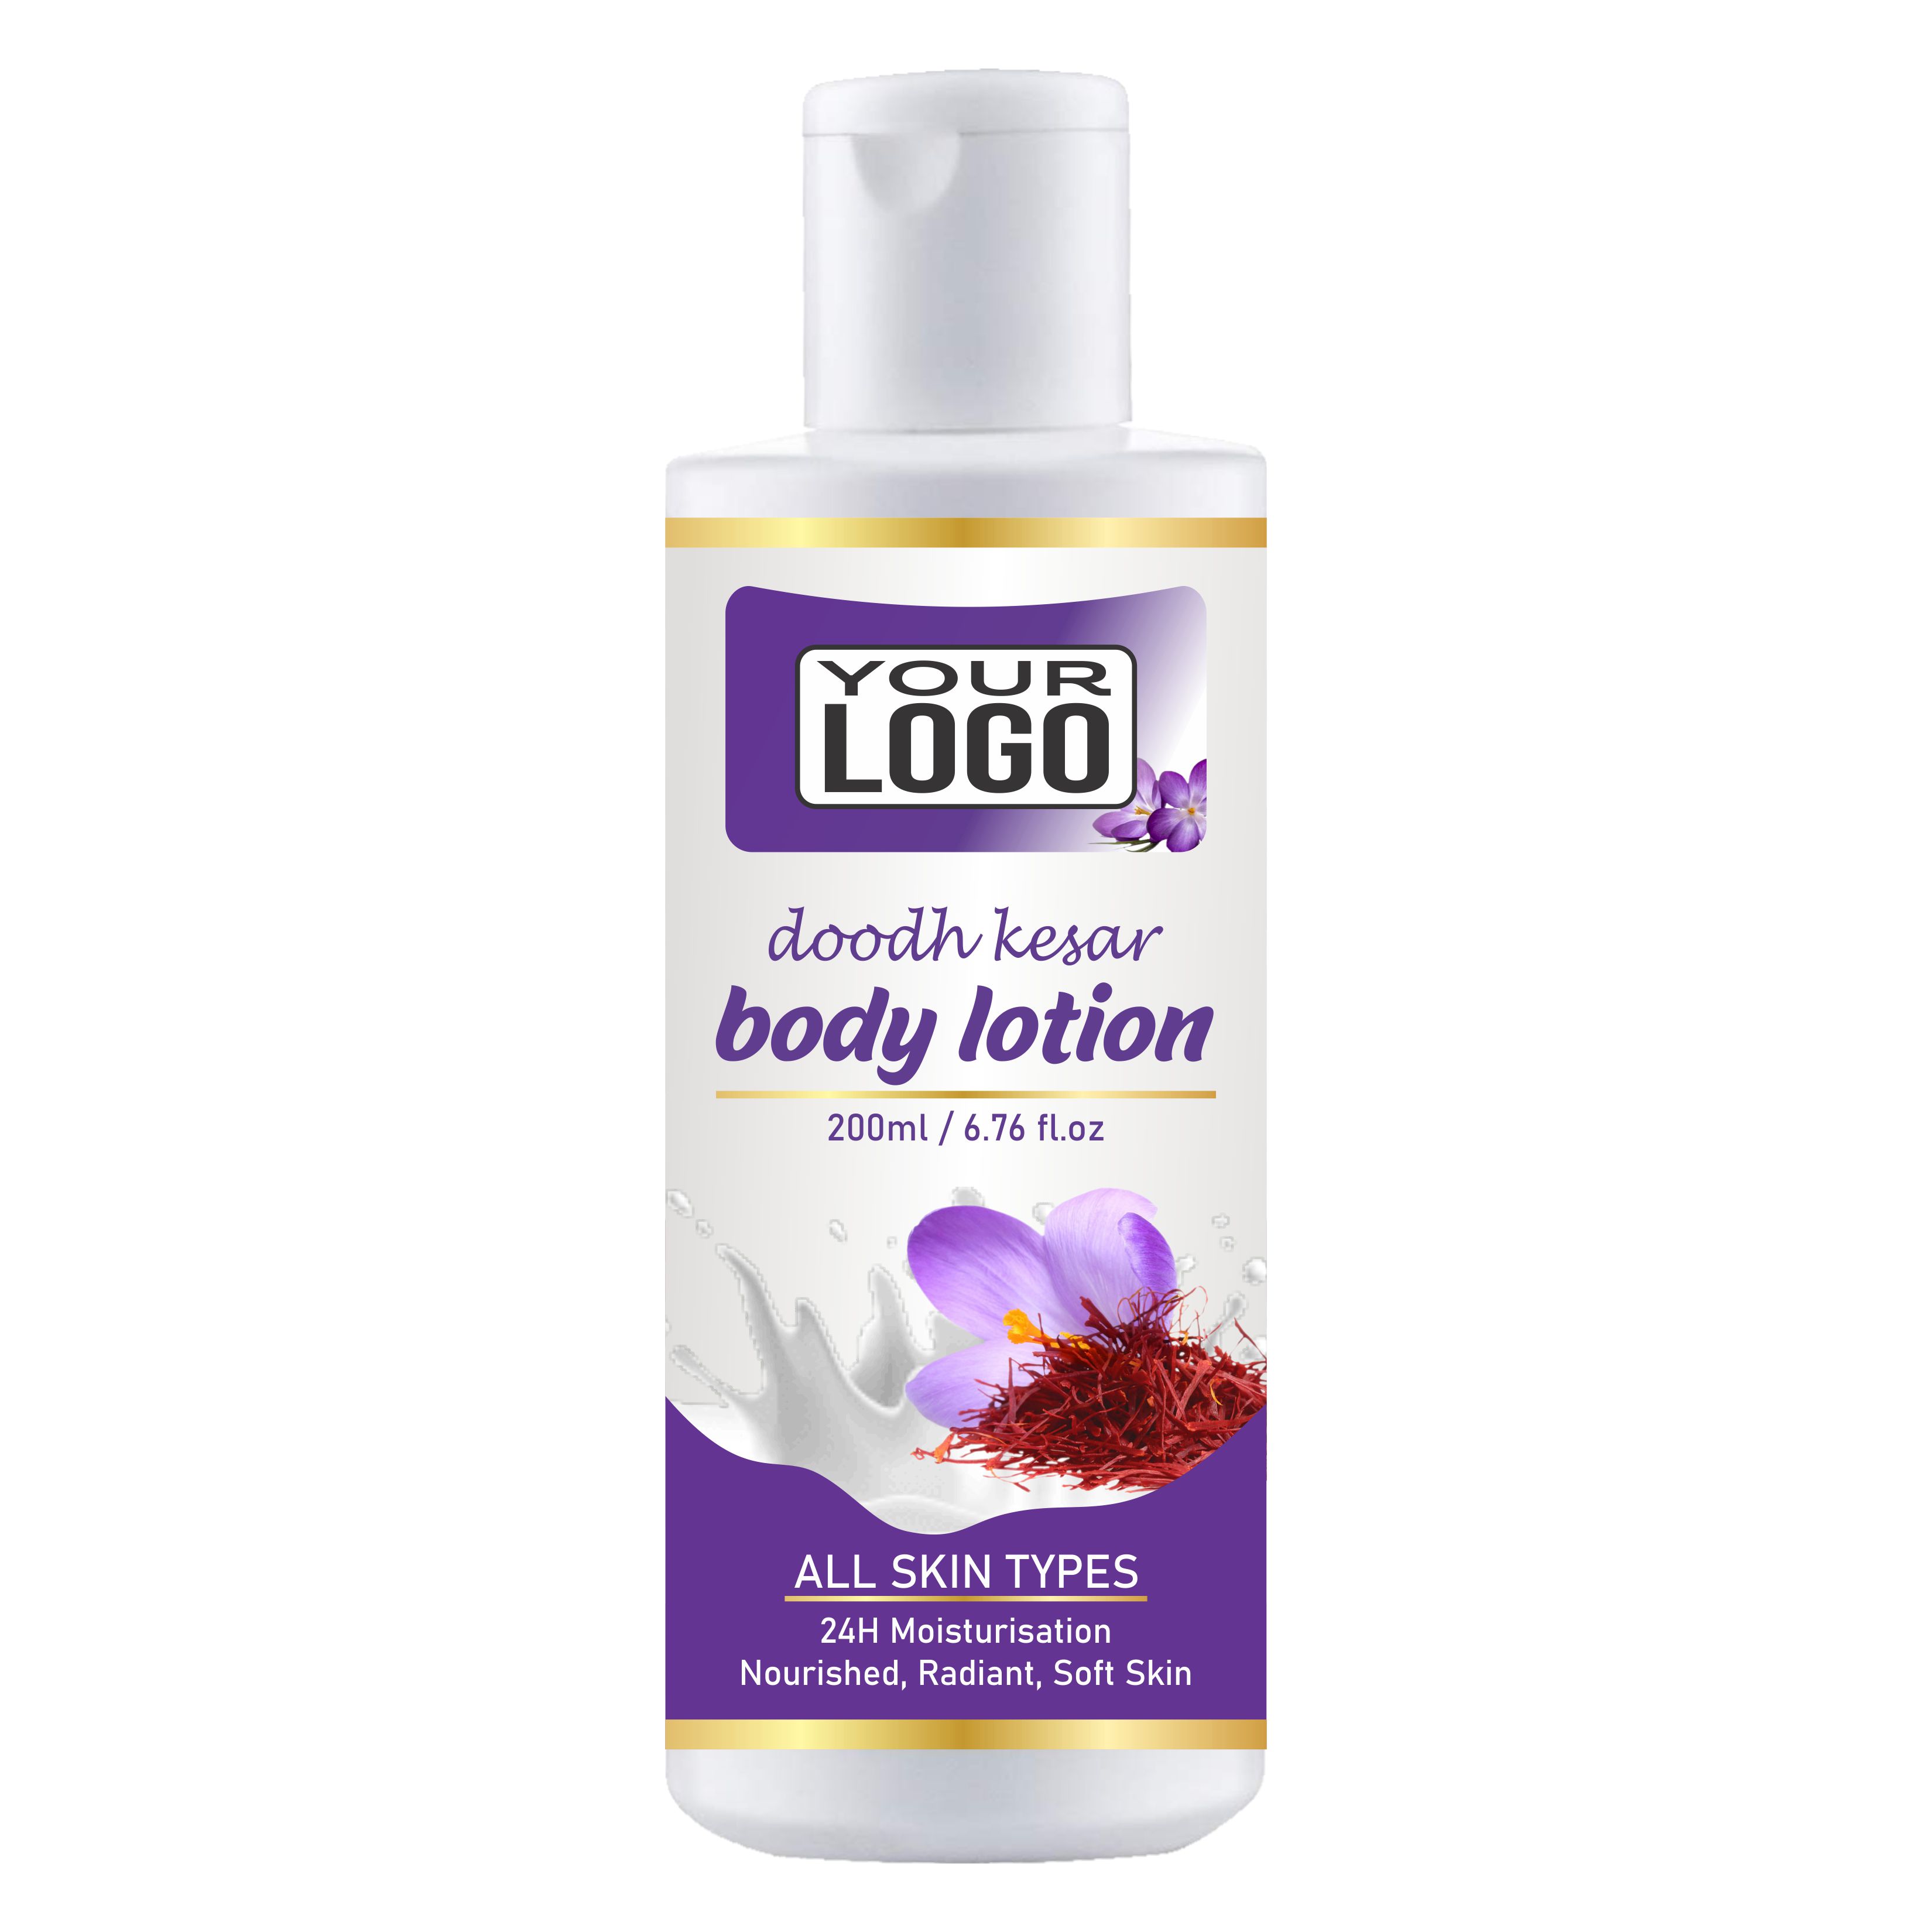 YOUR
LOGO
doodh kesar
body lotion
200ml / 6.76 fl.oz
ALL SKIN TYPES
24H Moisturisation
Nourished, Radiant, Soft Skin